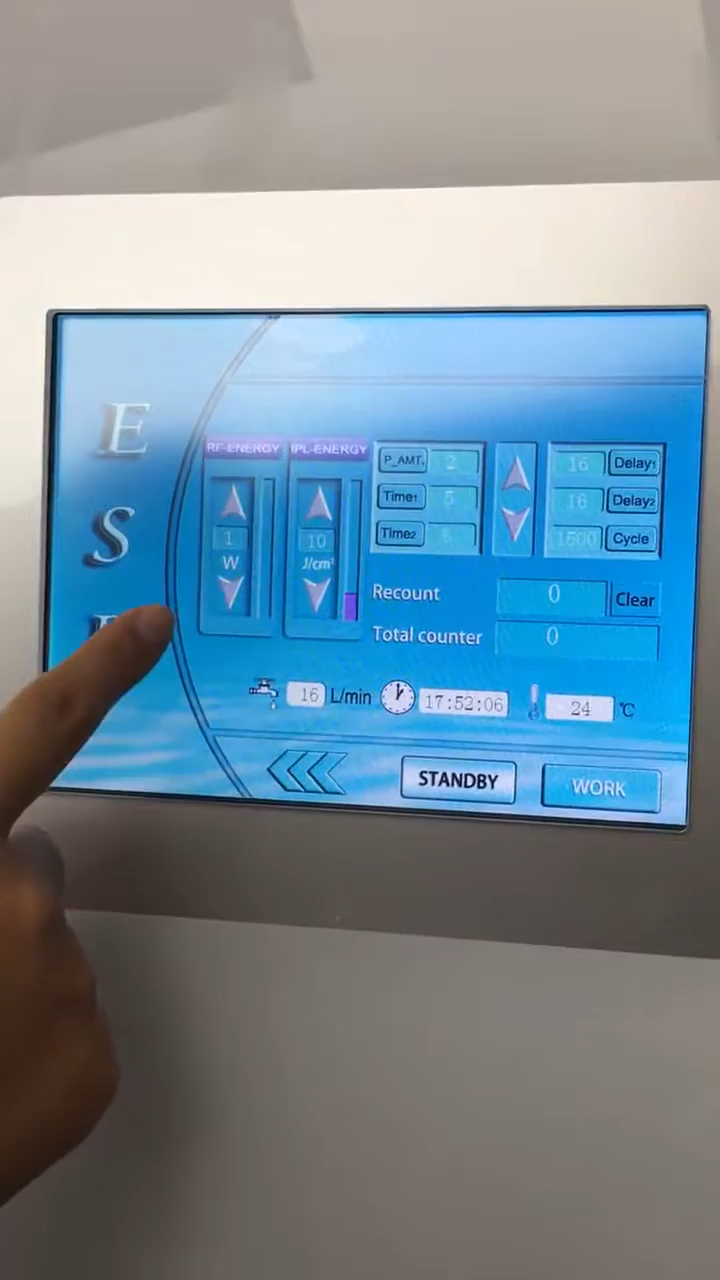 E
S
RF-ENERGY IPL-ENERGY
1 W
10 J/cm²
P_AMT. 2
Time1 5
Time2
16 Delay1
16 Delay2
1500 Cycle
Recount 0 Clear
Total counter 0
16 L/min 17:52:06 24 ℃
STANDBY WORK